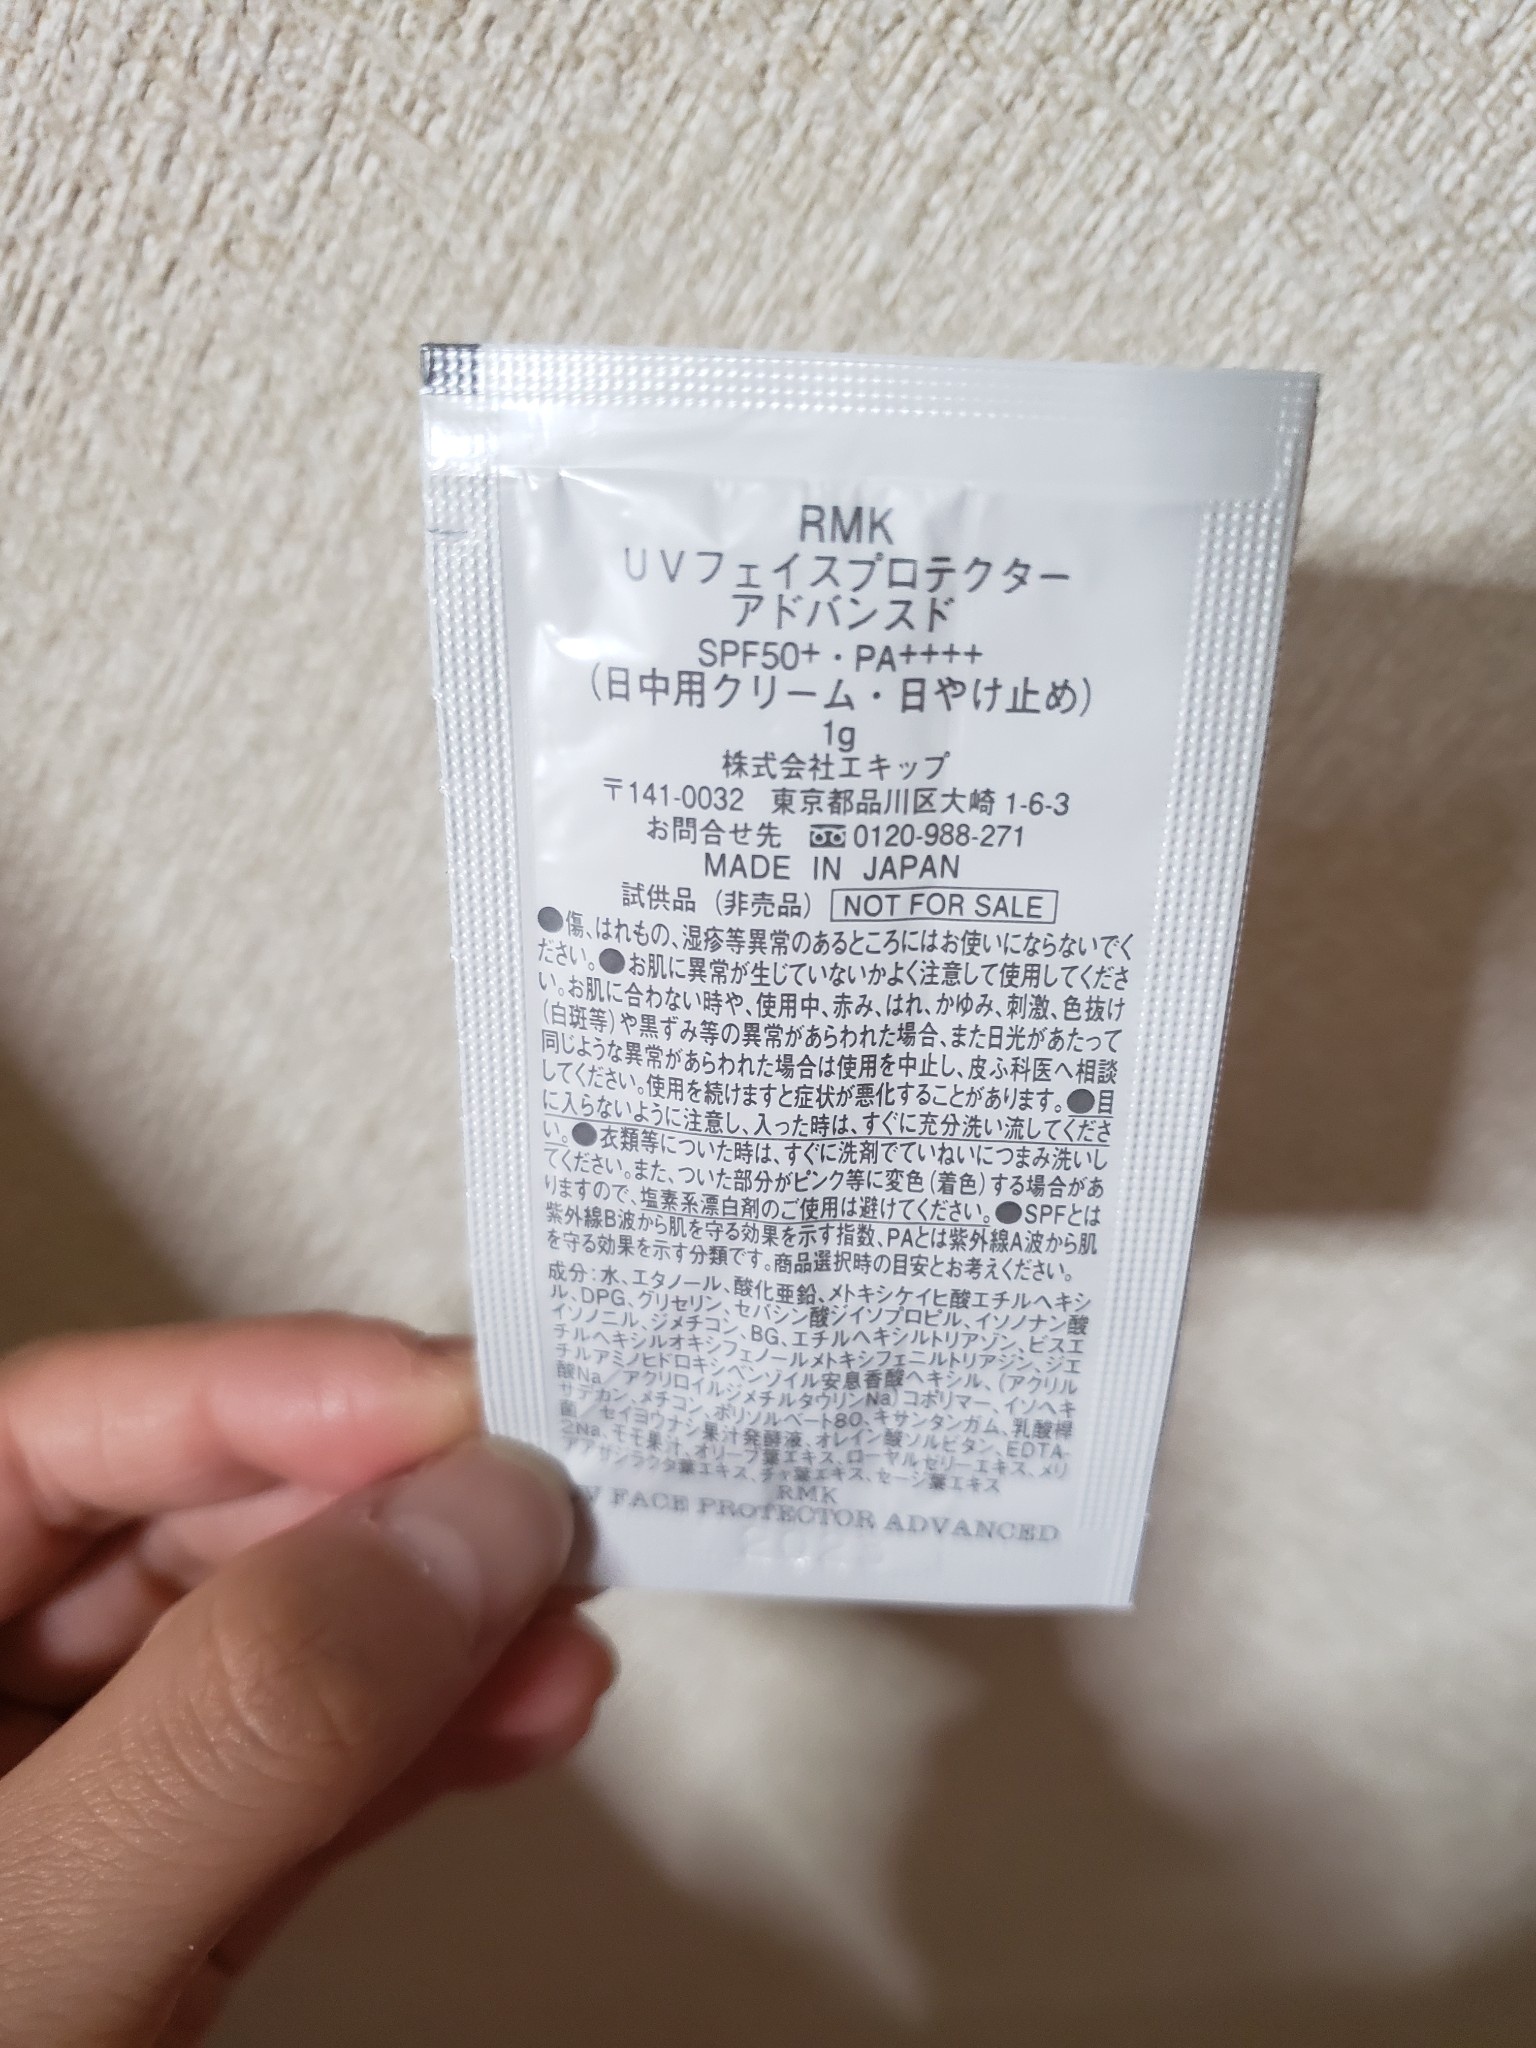 RMK
UVフェイスプロテクター
アドバンスド
SPF50+・PA++++
(日中用クリーム・日やけ止め)
1g
株式会社エキップ
〒141-0032 東京都品川区大崎1-6-3
お問合せ先 0120-988-271
MADE IN JAPAN
試供品(非売品) NOT FOR SALE
●傷、はれもの、湿疹等異常のあるところにはお使いにならないでく
ださい。●お肌に異常が生じていないかよく注意して使用してくださ
い。お肌に合わない時や、使用中、赤み、はれ、かゆみ、刺激、色抜け
(白斑等)や黒ずみ等の異常があらわれた場合、また日光があたって
同じような異常があらわれた場合は使用を中止し、皮ふ科医へ相談
してください。使用を続けますと症状が悪化することがあります。●目
に入らないように注意し、入った時は、すぐに充分洗い流してくださ
い。●衣類等についた時は、すぐに洗剤でていねいにつまみ洗いし
てください。また、ついた部分がピンク等に変色(着色)する場合があ
りますので、塩素系漂白剤のご使用は避けてください。●SPFとは
紫外線B波から肌を守る効果を示す指数、PAとは紫外線A波から肌
を守る効果を示す分類です。商品選択時の目安とお考えください。
成分:水、エタノール、酸化亜鉛、メトキシケイヒ酸エチルヘキシ
ル、DPG、グリセリン、セバシン酸ジイソプロピル、イソノナン酸
イソノニル、ジメチコン、BG、エチルヘキシルトリアゾン、ビスエ
チルヘキシルオキシフェノールメトキシフェニルトリアジン、ジエ
チルアミノヒドロキシベンゾイル安息香酸ヘキシル、(アクリル
酸Na/アクリロイルジメチルタウリンNa)コポリマー、イソヘキ
サデカン、メチコン、ポリソルベート80、キサンタンガム、乳酸桿
菌/セイヨウナシ果汁発酵液、オレイン酸ソルビタン、EDTA-
2Na、モモ果汁、オリーブ葉エキス、ローヤルゼリーエキス、メリ
アアザジラクタ葉エキス、チャ葉エキス、セージ葉エキス
RMK
V FACE PROTECTOR ADVANCED